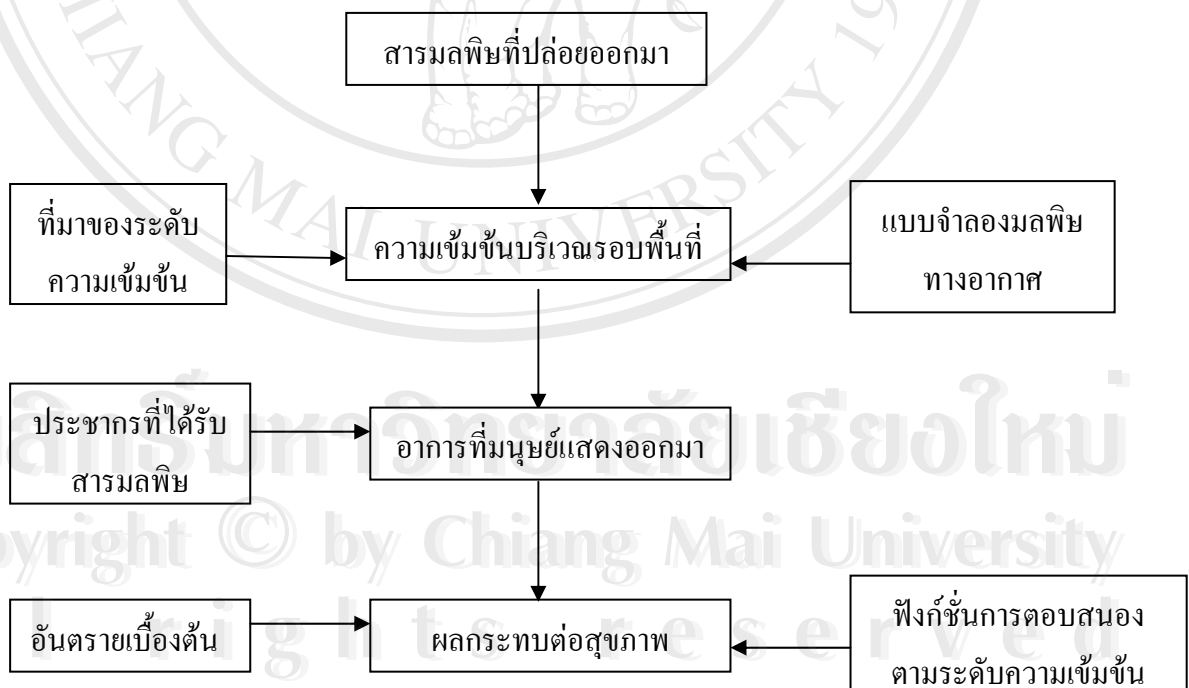 สารมลพิษที่ปล่อยออกมา
ที่มาของระดับ
ความเข้มข้น
ความเข้มข้นบริเวณรอบพื้นที่
แบบจำลองมลพิษ
ทางอากาศ
ประชากรที่ได้รับ
สารมลพิษ
อาการที่มนุษย์แสดงออกมา
อันตรายเบื้องต้น
ผลกระทบต่อสุขภาพ
ฟังก์ชั่นการตอบสนอง
ตามระดับความเข้มข้น
CHIANG MAI UNIVERSITY 19
ลิขสิทธิ์มหาวิทยาลัยเชียงใหม่
pyright © by Chiang Mai University
l rights reserved